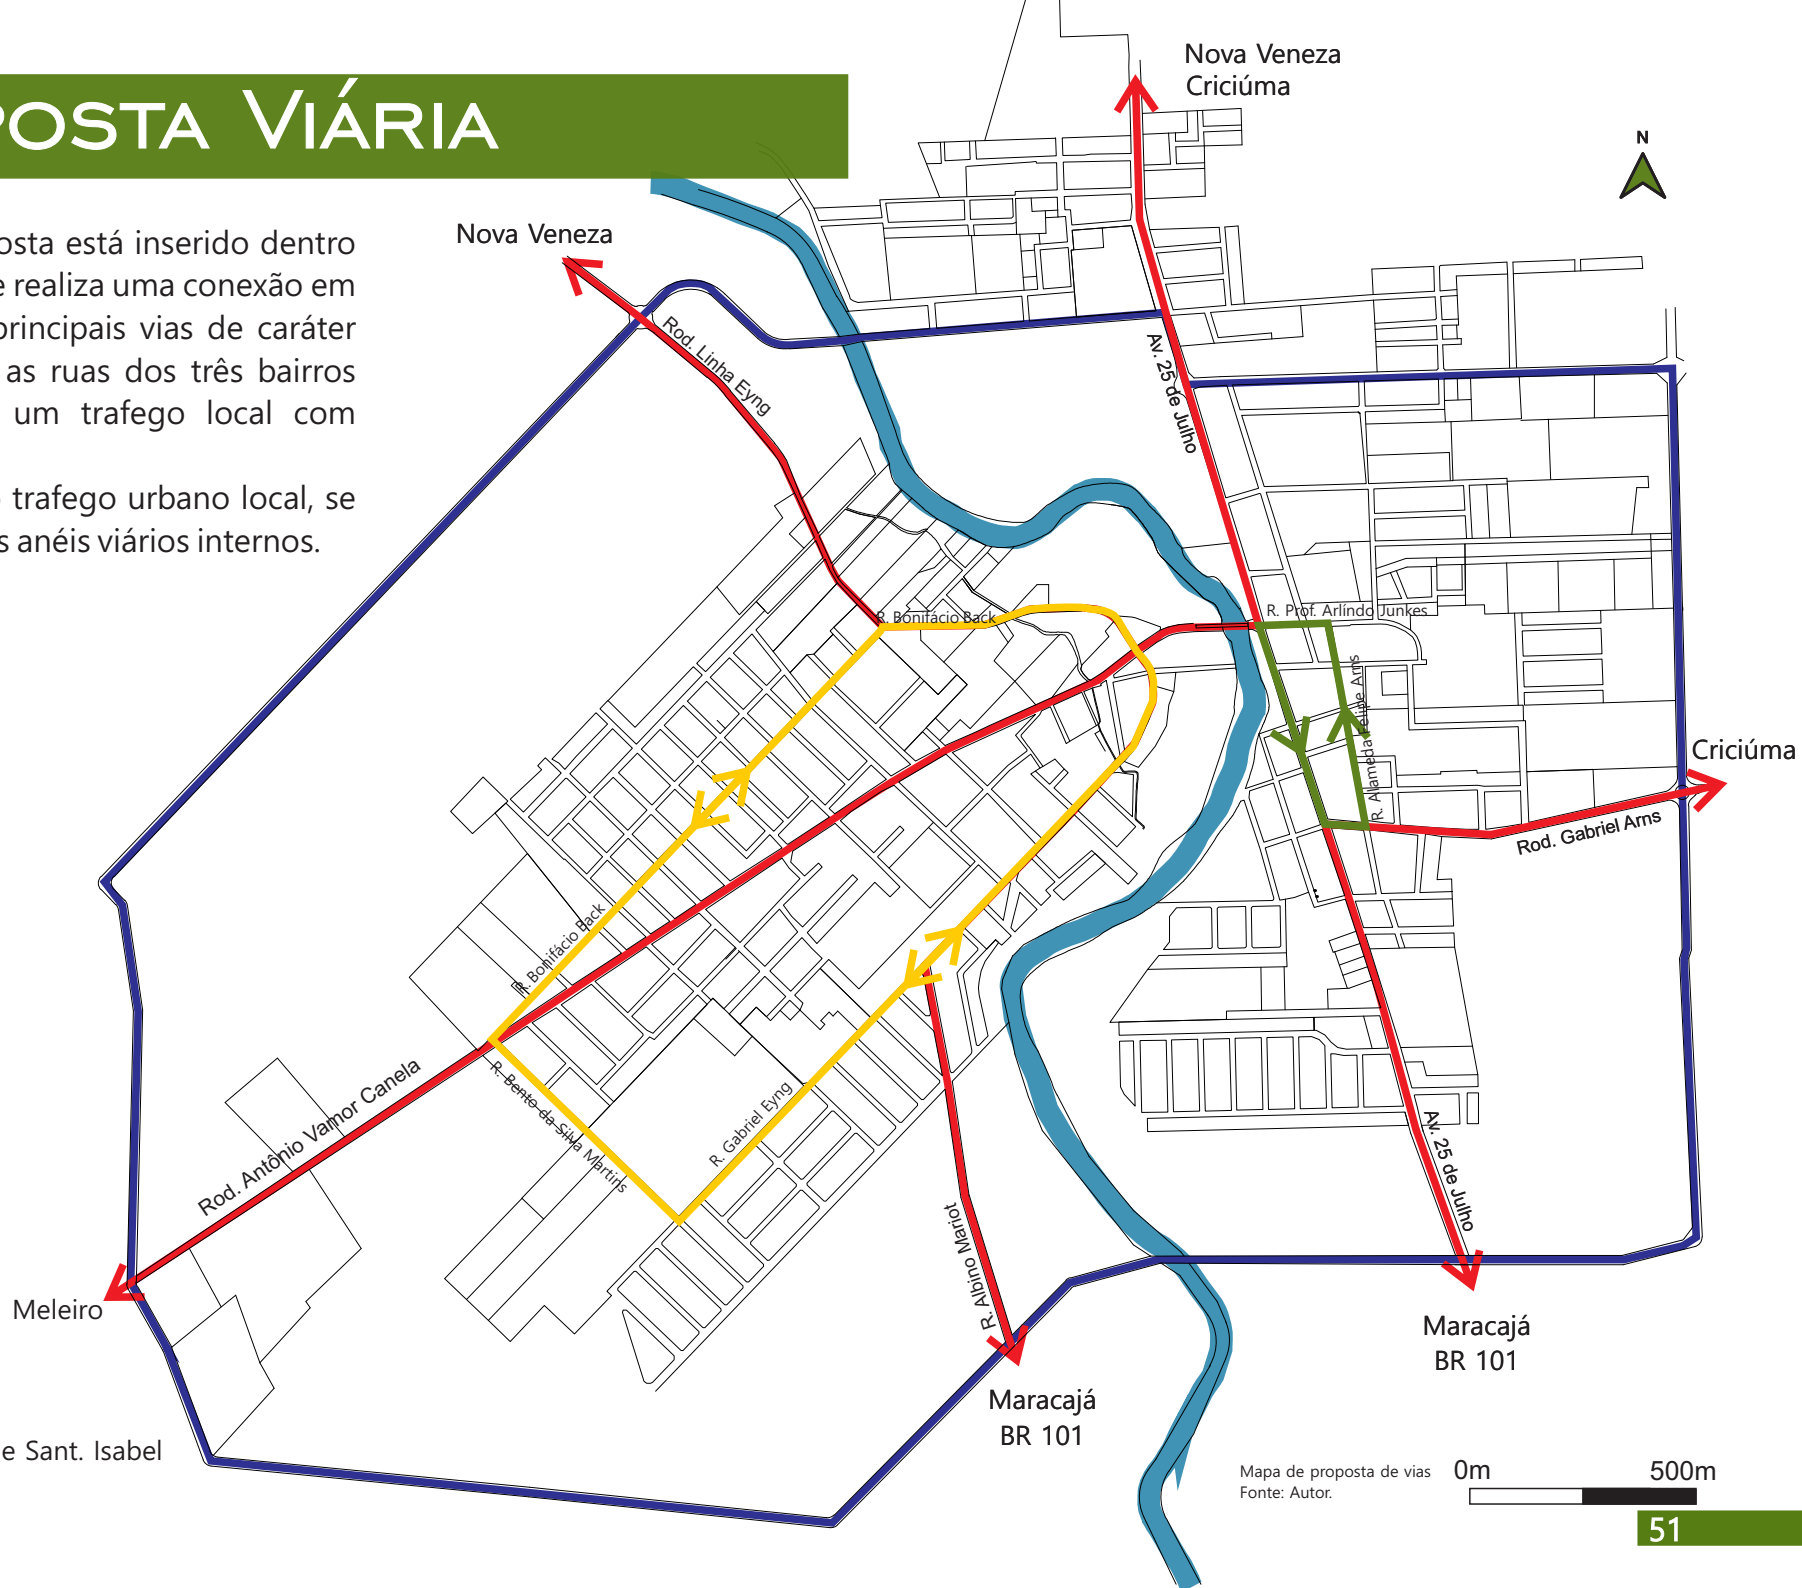 POSTA VIÁRIA
osta está inserido dentro
e realiza uma conexão em
principais vias de caráter
as ruas dos três bairros
um trafego local com
trafego urbano local, se
s anéis viários internos.
Nova Veneza
Criciúma
N
Nova Veneza
Rod. Linha Eyng
Av. 25 de Julho
R. Bonifácio Back
R. Prof. Arlíndo Junkes
R. Alameda Felipe Arns
Criciúma
Rod. Gabriel Arns
R. Bonifácio Back
Rod. Antônio Vamor Canela
R. Bento da Silva Martins
R. Gabriel Eyng
R. Albino Mariot
Av. 25 de Julho
Meleiro
Maracajá
BR 101
Maracajá
BR 101
e Sant. Isabel
Mapa de proposta de vias
Fonte: Autor.
0m 500m
51